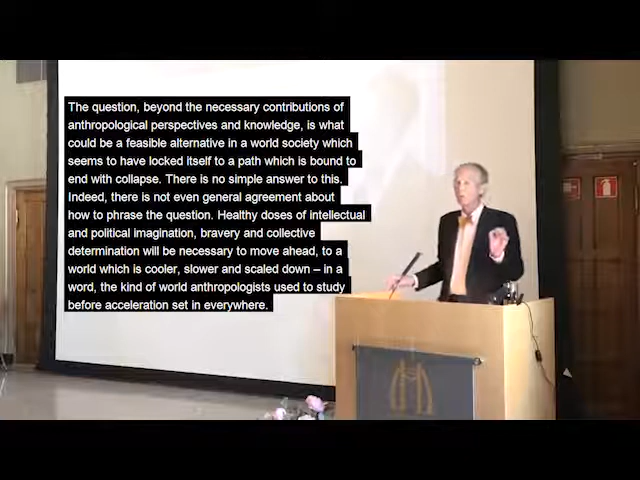 The question, beyond the necessary contributions of
anthropological perspectives and knowledge, is what
could be a feasible alternative in a world society which
seems to have locked itself to a path which is bound to
end with collapse. There is no simple answer to this.
Indeed, there is not even general agreement about
how to phrase the question. Healthy doses of intellectual
and political imagination, bravery and collective
determination will be necessary to move ahead, to a
world which is cooler, slower and scaled down – in a
word, the kind of world anthropologists used to study
before acceleration set in everywhere.